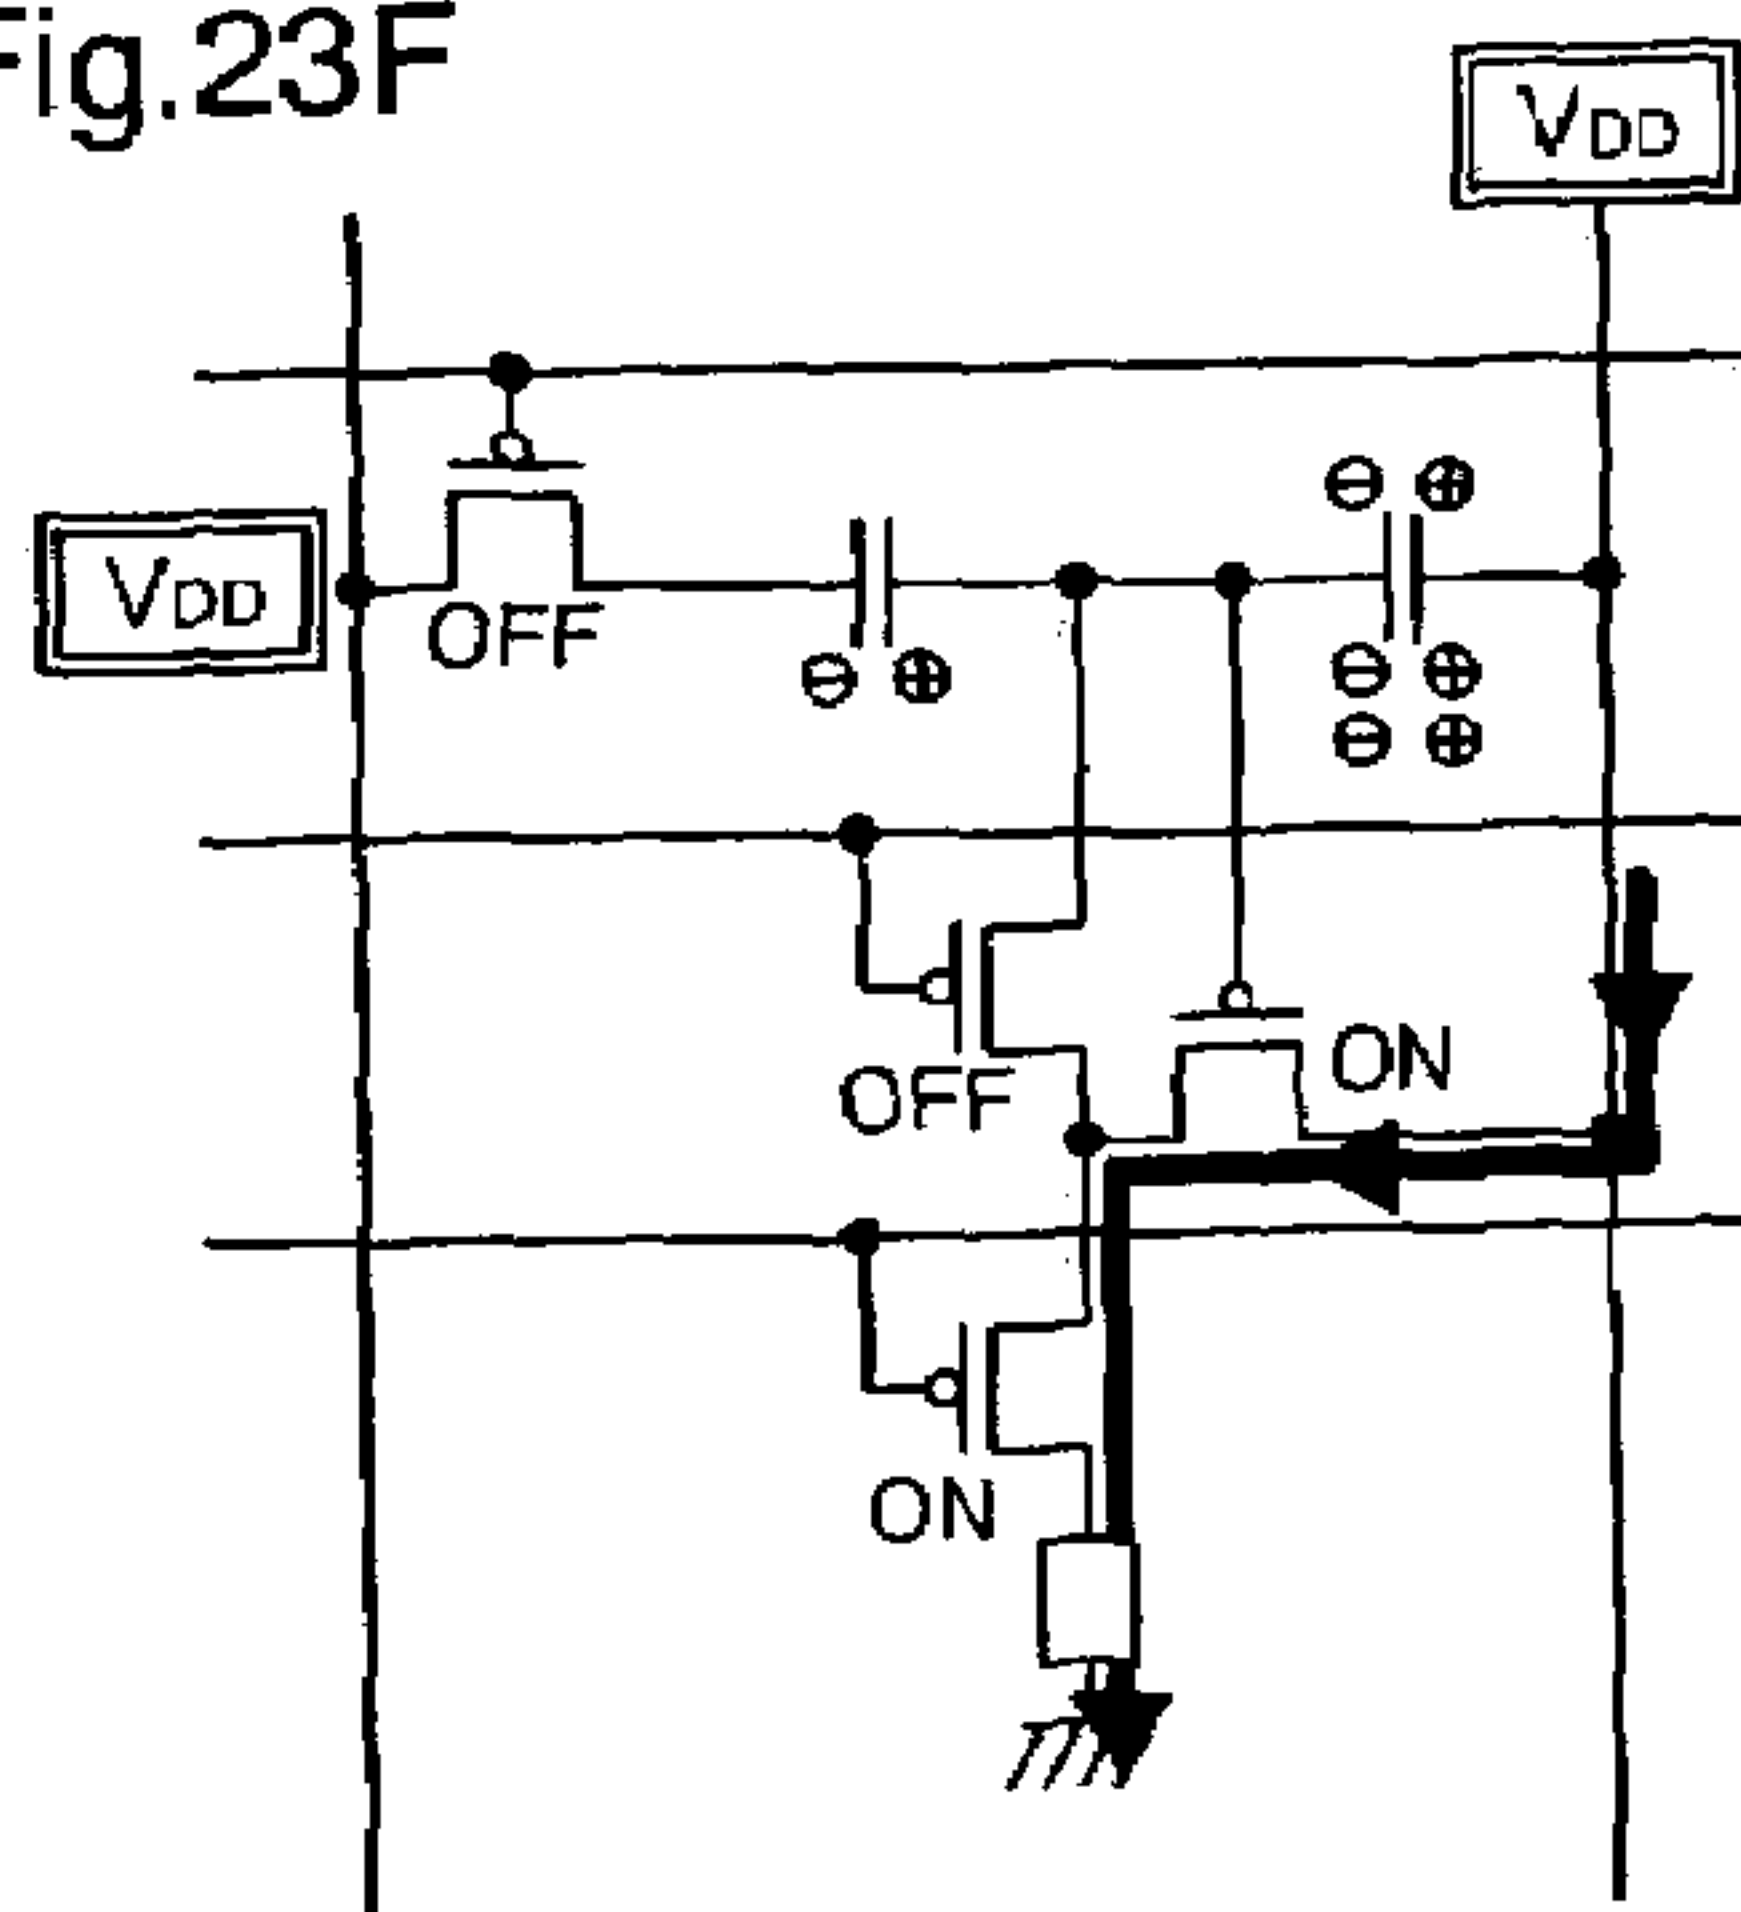 Fig.23F
VDD
VDD
OFF
⊖ ⊕
⊖ ⊕
⊖ ⊕
⊖ ⊕
ON
OFF
ON